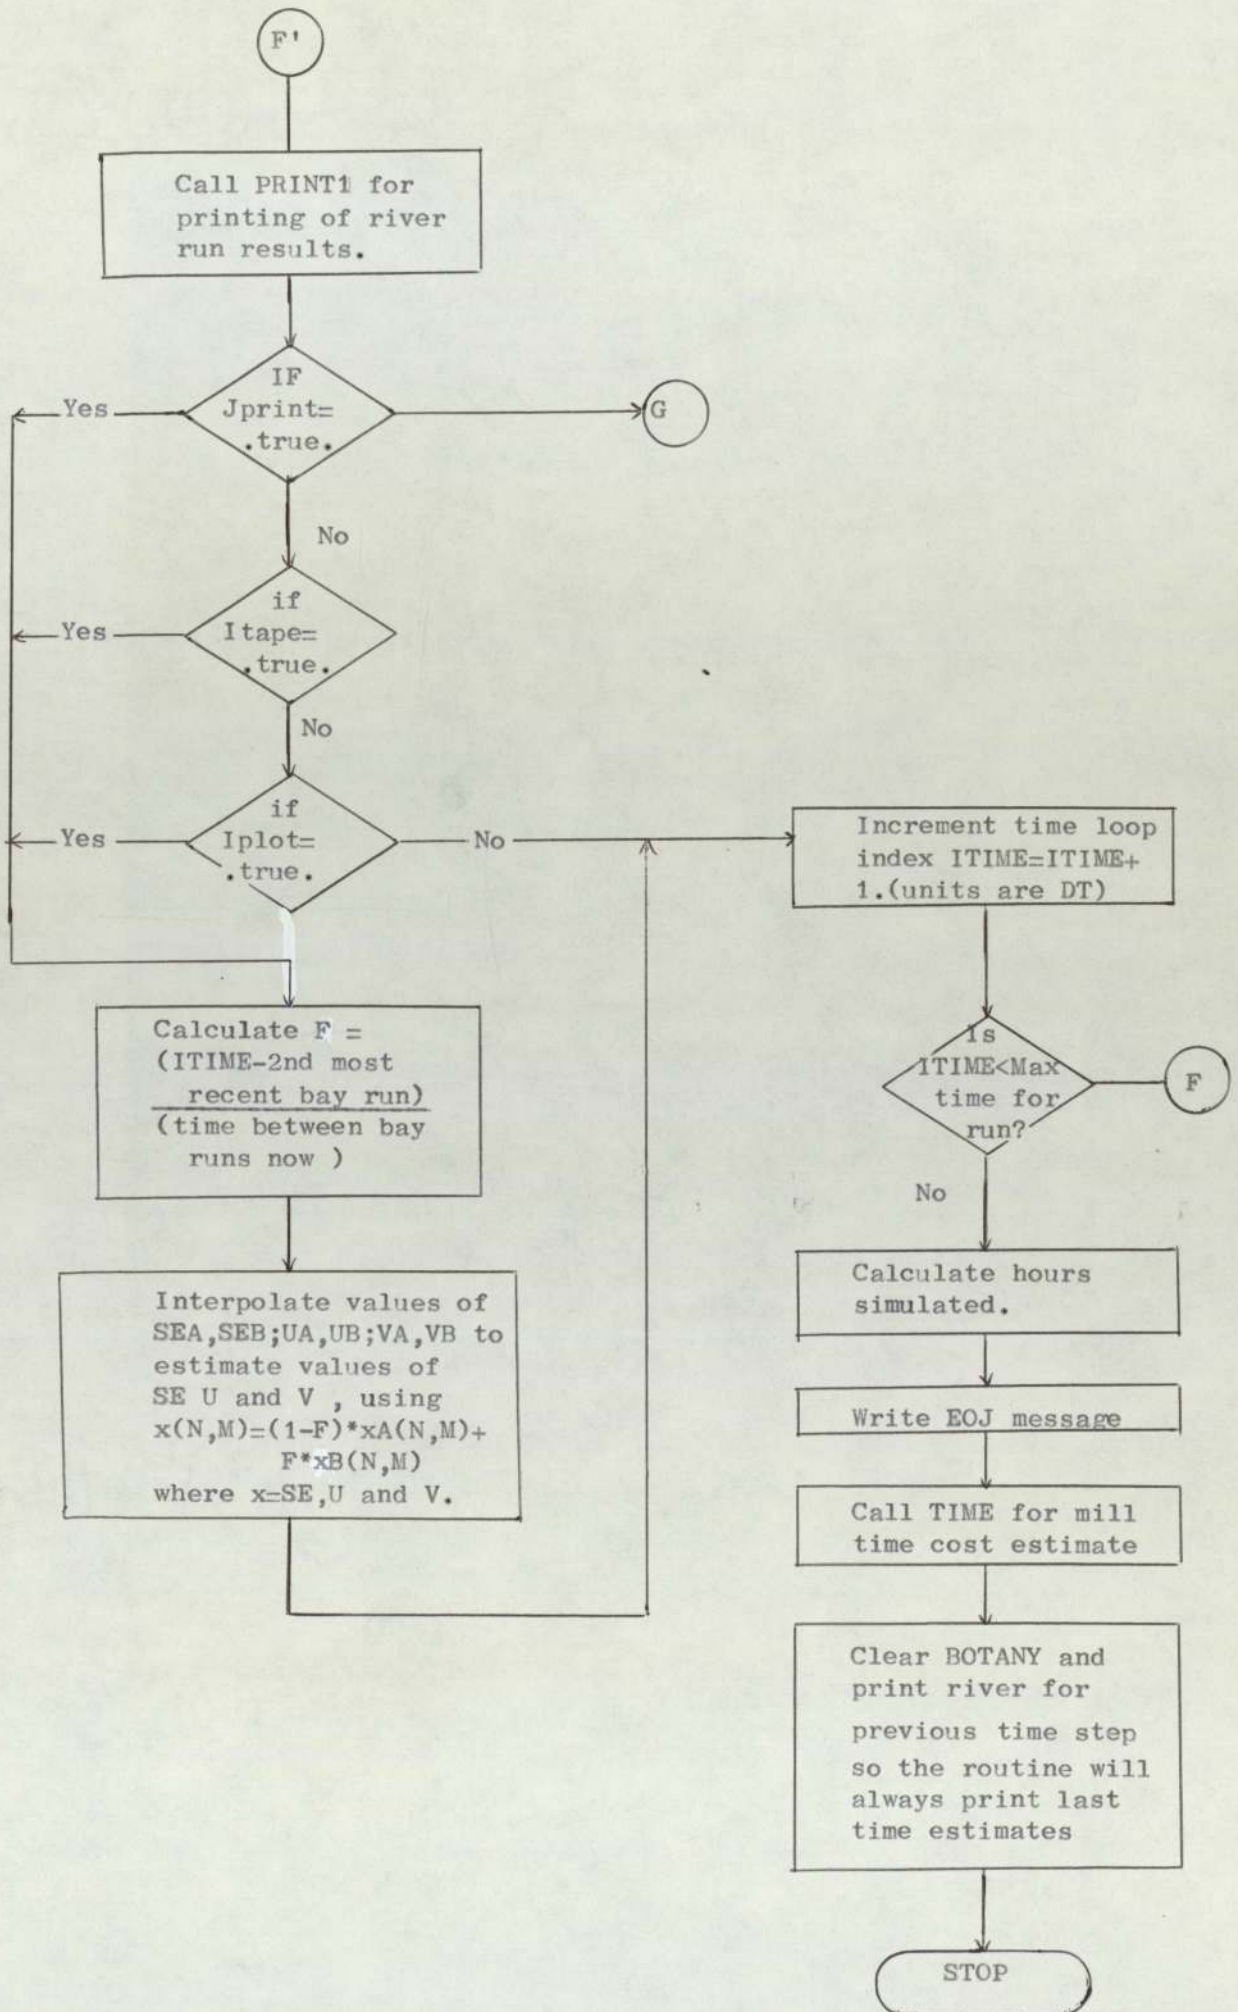 F'
Call PRINT1 for
printing of river
run results.
IF
Jprint=
.true.
Yes
G
No
if
Itape=
.true.
Yes
No
if
Iplot=
.true.
Yes
No
Calculate F =
(ITIME-2nd most
recent bay run)
(time between bay
runs now )
Interpolate values of
SEA,SEB;UA,UB;VA,VB to
estimate values of
SE U and V , using
x(N,M)=(1-F)*xA(N,M)+
F*xB(N,M)
where x=SE,U and V.
Increment time loop
index ITIME=ITIME+
1.(units are DT)
Is
ITIME<Max
time for
run?
F
No
Calculate hours
simulated.
Write EOJ message
Call TIME for mill
time cost estimate
Clear BOTANY and
print river for
previous time step
so the routine will
always print last
time estimates
STOP